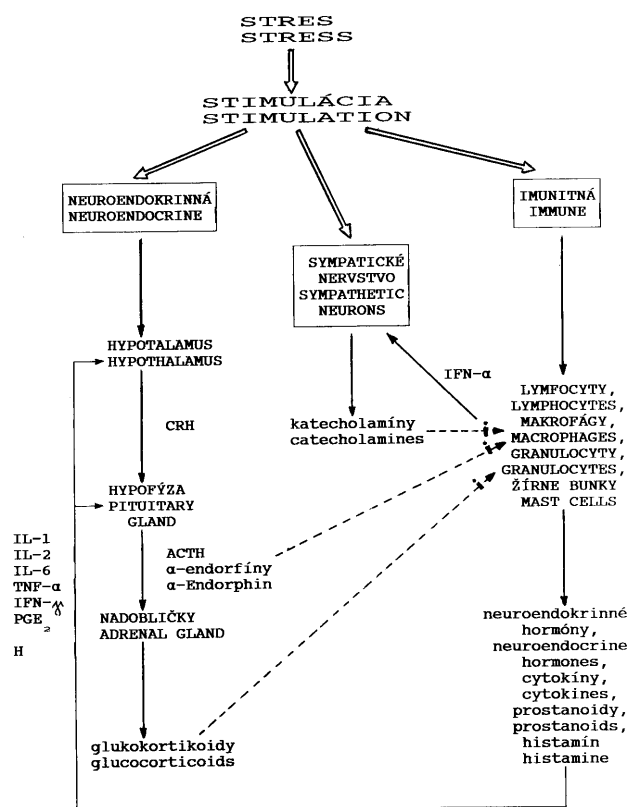 STRES
STRESS
STIMULÁCIA
STIMULATION
NEUROENDOKRINNÁ
NEUROENDOCRINE
IMUNITNÁ
IMMUNE
SYMPATICKÉ
NERVSTVO
SYMPATHETIC
NEURONS
HYPOTALAMUS
HYPOTHALAMUS
IFN-α
LYMFOCYTY,
LYMPHOCYTES,
MAKROFÁGY,
MACROPHAGES,
GRANULOCYTY,
GRANULOCYTES,
ŽÍRNE BUNKY
MAST CELLS
CRH
katecholamíny
catecholamines
HYPOFÝZA
PITUITARY
GLAND
IL-1
IL-2
IL-6
TNF-α
IFN-γ
PGE₂
H
ACTH
α-endorfíny
α-Endorphin
NADOBLIČKY
ADRENAL GLAND
neuroendokrinné
hormóny,
neuroendocrine
hormones,
cytokíny,
cytokines,
prostanoidy,
prostanoids,
histamín
histamine
glukokortikoidy
glucocorticoids